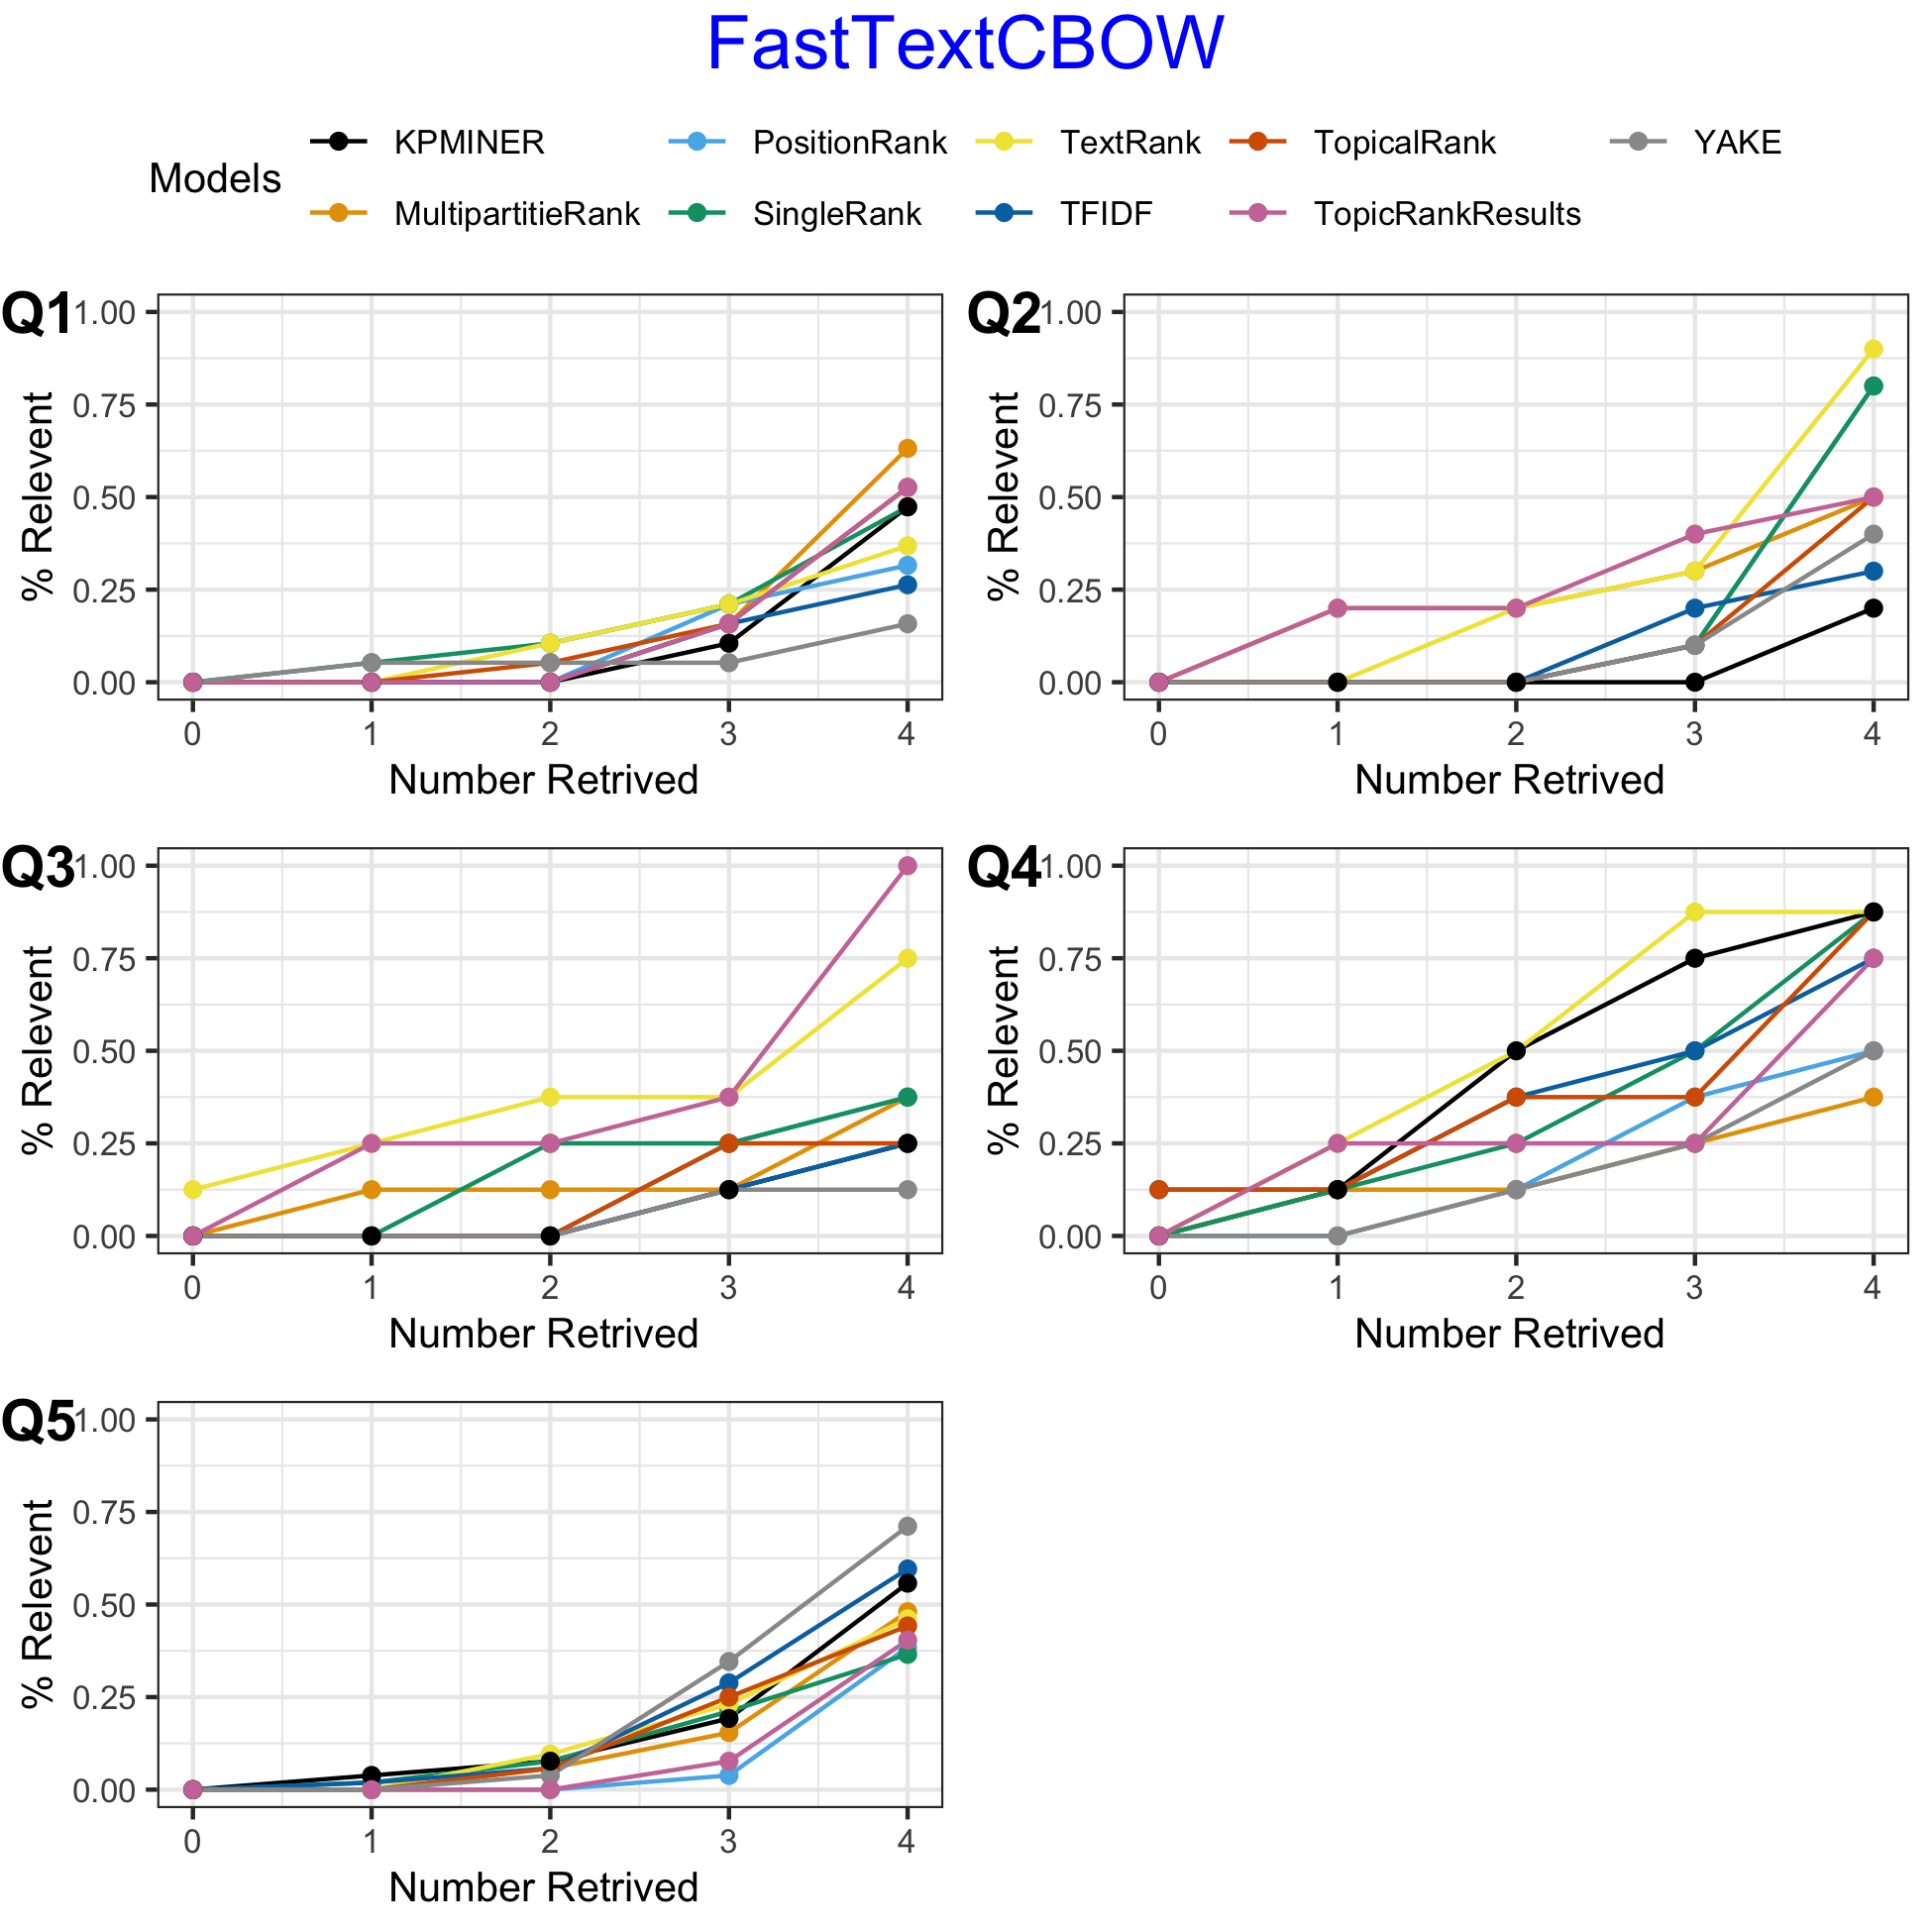 FastTextCBOW
Models
KPMINER PositionRank TextRank TopicalRank YAKE
MultipartitieRank SingleRank TFIDF TopicRankResults
Q1
% Relevent
1.00
0.75
0.50
0.25
0.00
0 1 2 3 4
Number Retrived
Q2
% Relevent
1.00
0.75
0.50
0.25
0.00
0 1 2 3 4
Number Retrived
Q3
% Relevent
1.00
0.75
0.50
0.25
0.00
0 1 2 3 4
Number Retrived
Q4
% Relevent
1.00
0.75
0.50
0.25
0.00
0 1 2 3 4
Number Retrived
Q5
% Relevent
1.00
0.75
0.50
0.25
0.00
0 1 2 3 4
Number Retrived